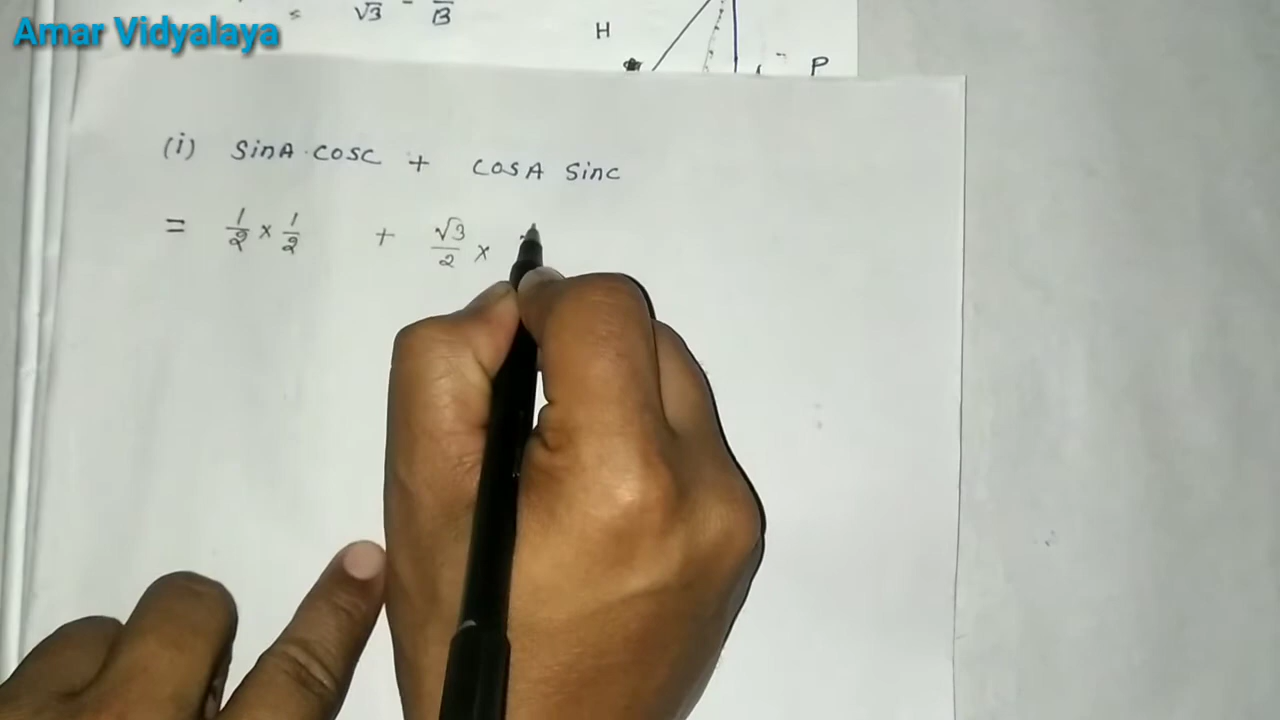 Amar Vidyalaya
= √3
H
P
(i) sinA·cosC + cosA sinC
= 1/2 × 1/2 + √3/2 ×